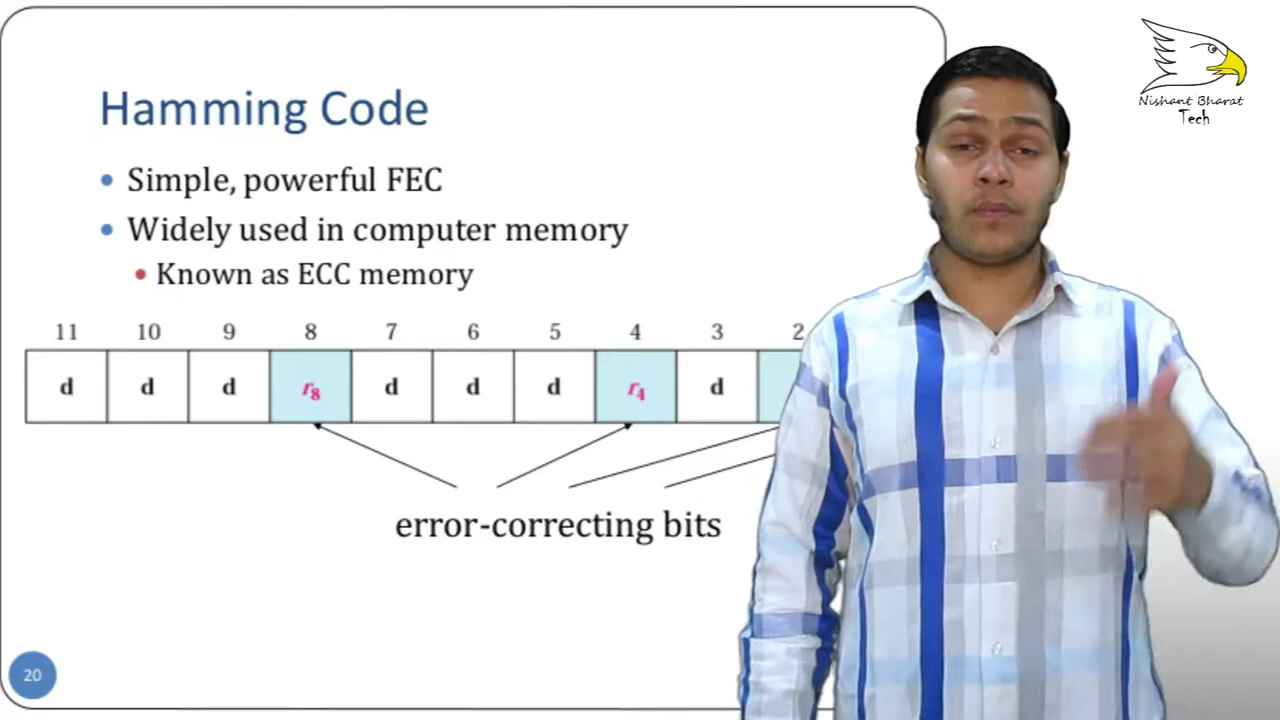 Hamming Code
• Simple, powerful FEC
• Widely used in computer memory
• Known as ECC memory
11 10 9 8 7 6 5 4 3 2
d d d r8 d d d r4 d
error-correcting bits
20
Nishant Bharat
Tech